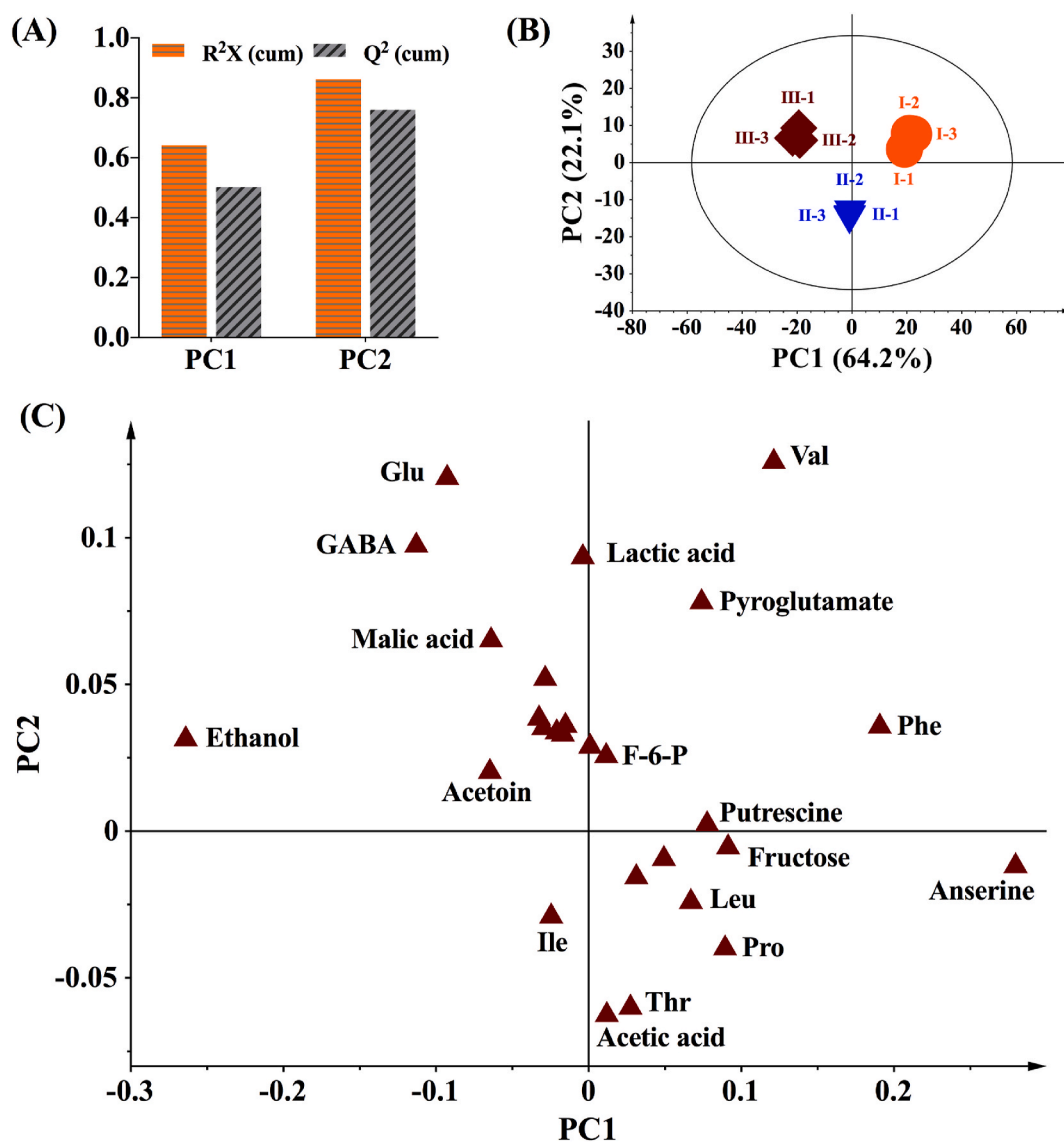 (A)
1.0
0.8
0.6
0.4
0.2
0.0
R²X (cum)
Q² (cum)
PC1
PC2
(B)
PC2 (22.1%)
30
20
10
0
-10
-20
-30
-40
III-1
III-3
III-2
I-2
I-3
I-1
II-2
II-3
II-1
-80
-60
-40
-20
0
20
40
60
PC1 (64.2%)
(C)
PC2
0.1
0.05
0
-0.05
Glu
Val
GABA
Lactic acid
Pyroglutamate
Malic acid
Ethanol
Phe
F-6-P
Acetoin
Putrescine
Fructose
Anserine
Leu
Ile
Pro
Thr
Acetic acid
-0.3
-0.2
-0.1
0
0.1
0.2
PC1